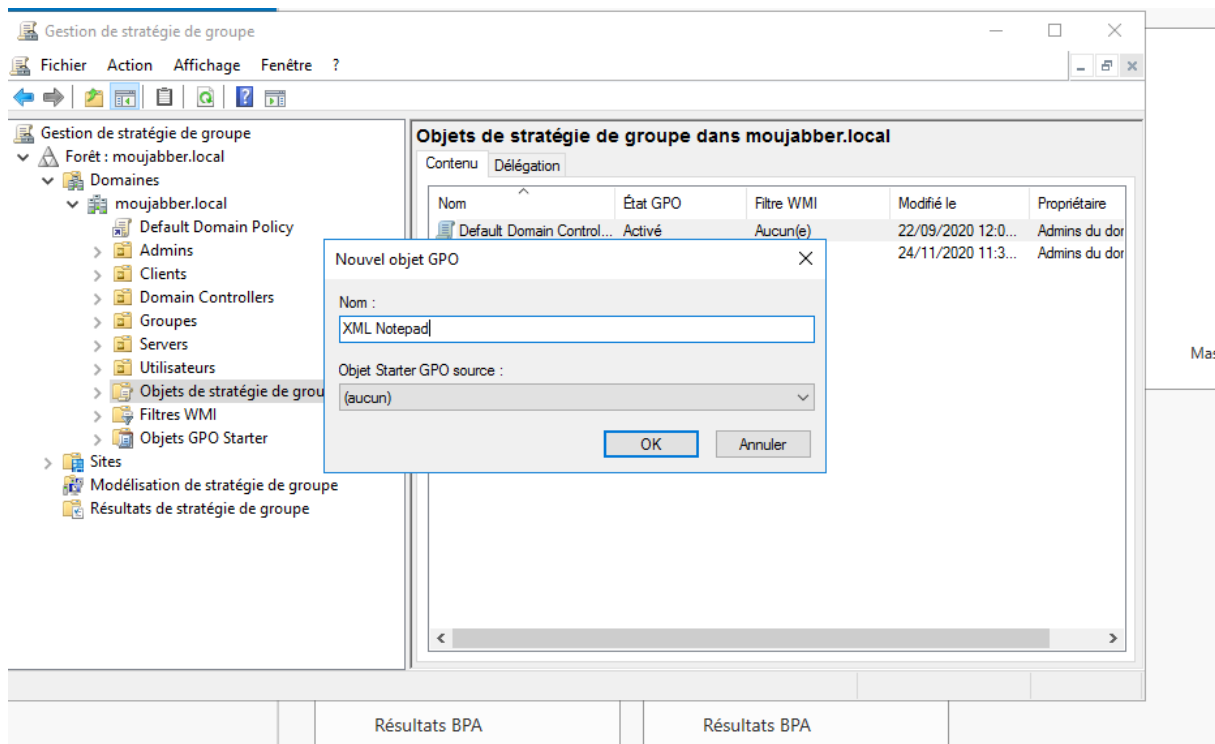 Gestion de stratégie de groupe
Fichier Action Affichage Fenêtre ?
Gestion de stratégie de groupe
Forêt : moujabber.local
Domaines
moujabber.local
Default Domain Policy
Admins
Clients
Domain Controllers
Groupes
Servers
Utilisateurs
Objets de stratégie de grou
Filtres WMI
Objets GPO Starter
Sites
Modélisation de stratégie de groupe
Résultats de stratégie de groupe
Objets de stratégie de groupe dans moujabber.local
Contenu Délégation
Nom État GPO Filtre WMI Modifié le Propriétaire
Default Domain Control... Activé Aucun(e) 22/09/2020 12:0... Admins du dor
24/11/2020 11:3... Admins du dor
Nouvel objet GPO
Nom :
XML Notepad
Objet Starter GPO source :
(aucun)
OK Annuler
Mas
Résultats BPA Résultats BPA